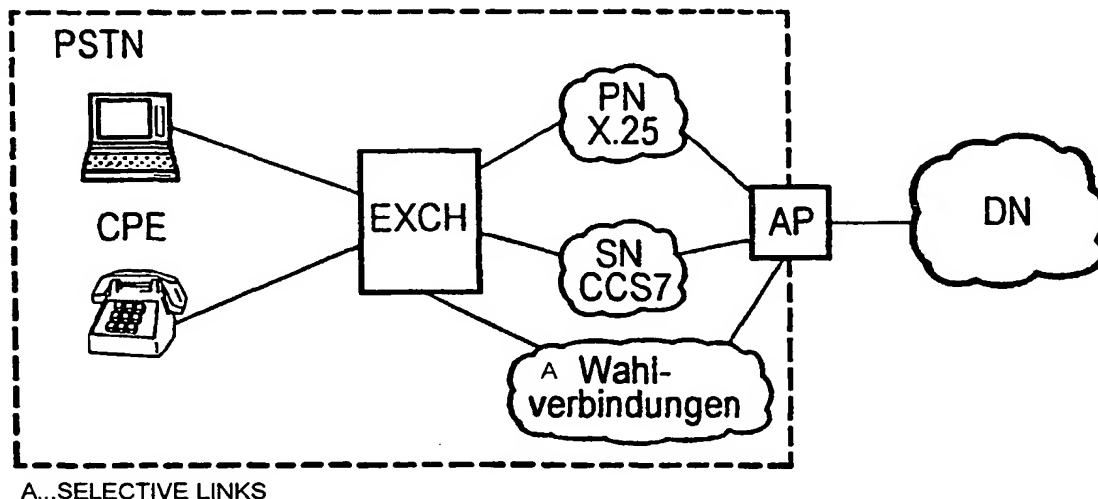 PSTN
CPE
EXCH
PN
X.25
SN
CCS7
A Wahl-
verbindungen
AP
DN
A...SELECTIVE LINKS